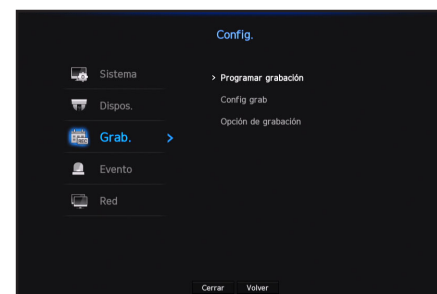 Config.
Sistema
Dispos.
Grab. >
Evento
Red
> Programar grabación
Config grab
Opción de grabación
Cerrar Volver